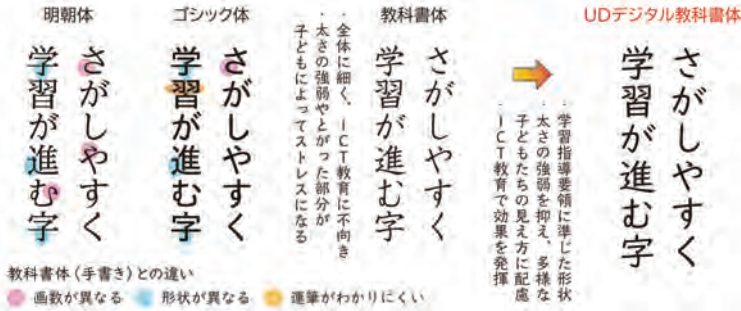 明朝体
さがしやすく
学習が進む字
ゴシック体
さがしやすく
学習が進む字
・全体に細く、ICT教育に不向き
・太さの強弱やとがった部分が
子どもによってストレスになる
教科書体
さがしやすく
学習が進む字
・学習指導要領に準じた形状
・太さの強弱を抑え、多様な
子どもたちの見え方に配慮
・ICT教育で効果を発揮
UDデジタル教科書体
さがしやすく
学習が進む字
教科書体(手書き)との違い
画数が異なる 形状が異なる 運筆がわかりにくい